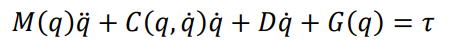 M(q)q̈ + C(q, q̇)q̇ + Dq̇ + G(q) = τ